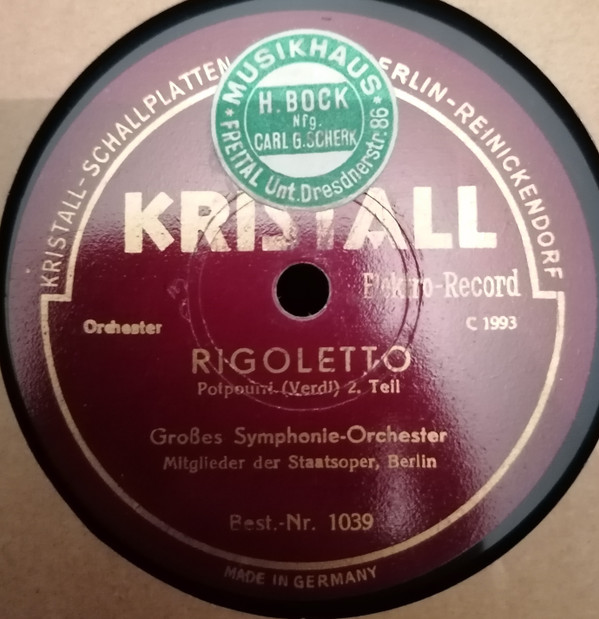 MUSIKHAUS
H. BOCK
Nfg.
CARL G. SCHERK
FREITAL Unt. Dresdnerstr. 86
KRISTALL-SCHALLPLATTEN
ERLIN-REINICKENDORF
KRISTALL
Elektro-Record
Orchester
C 1993
RIGOLETTO
Potpourri (Verdi) 2. Teil
Großes Symphonie-Orchester
Mitglieder der Staatsoper, Berlin
Best.-Nr. 1039
MADE IN GERMANY